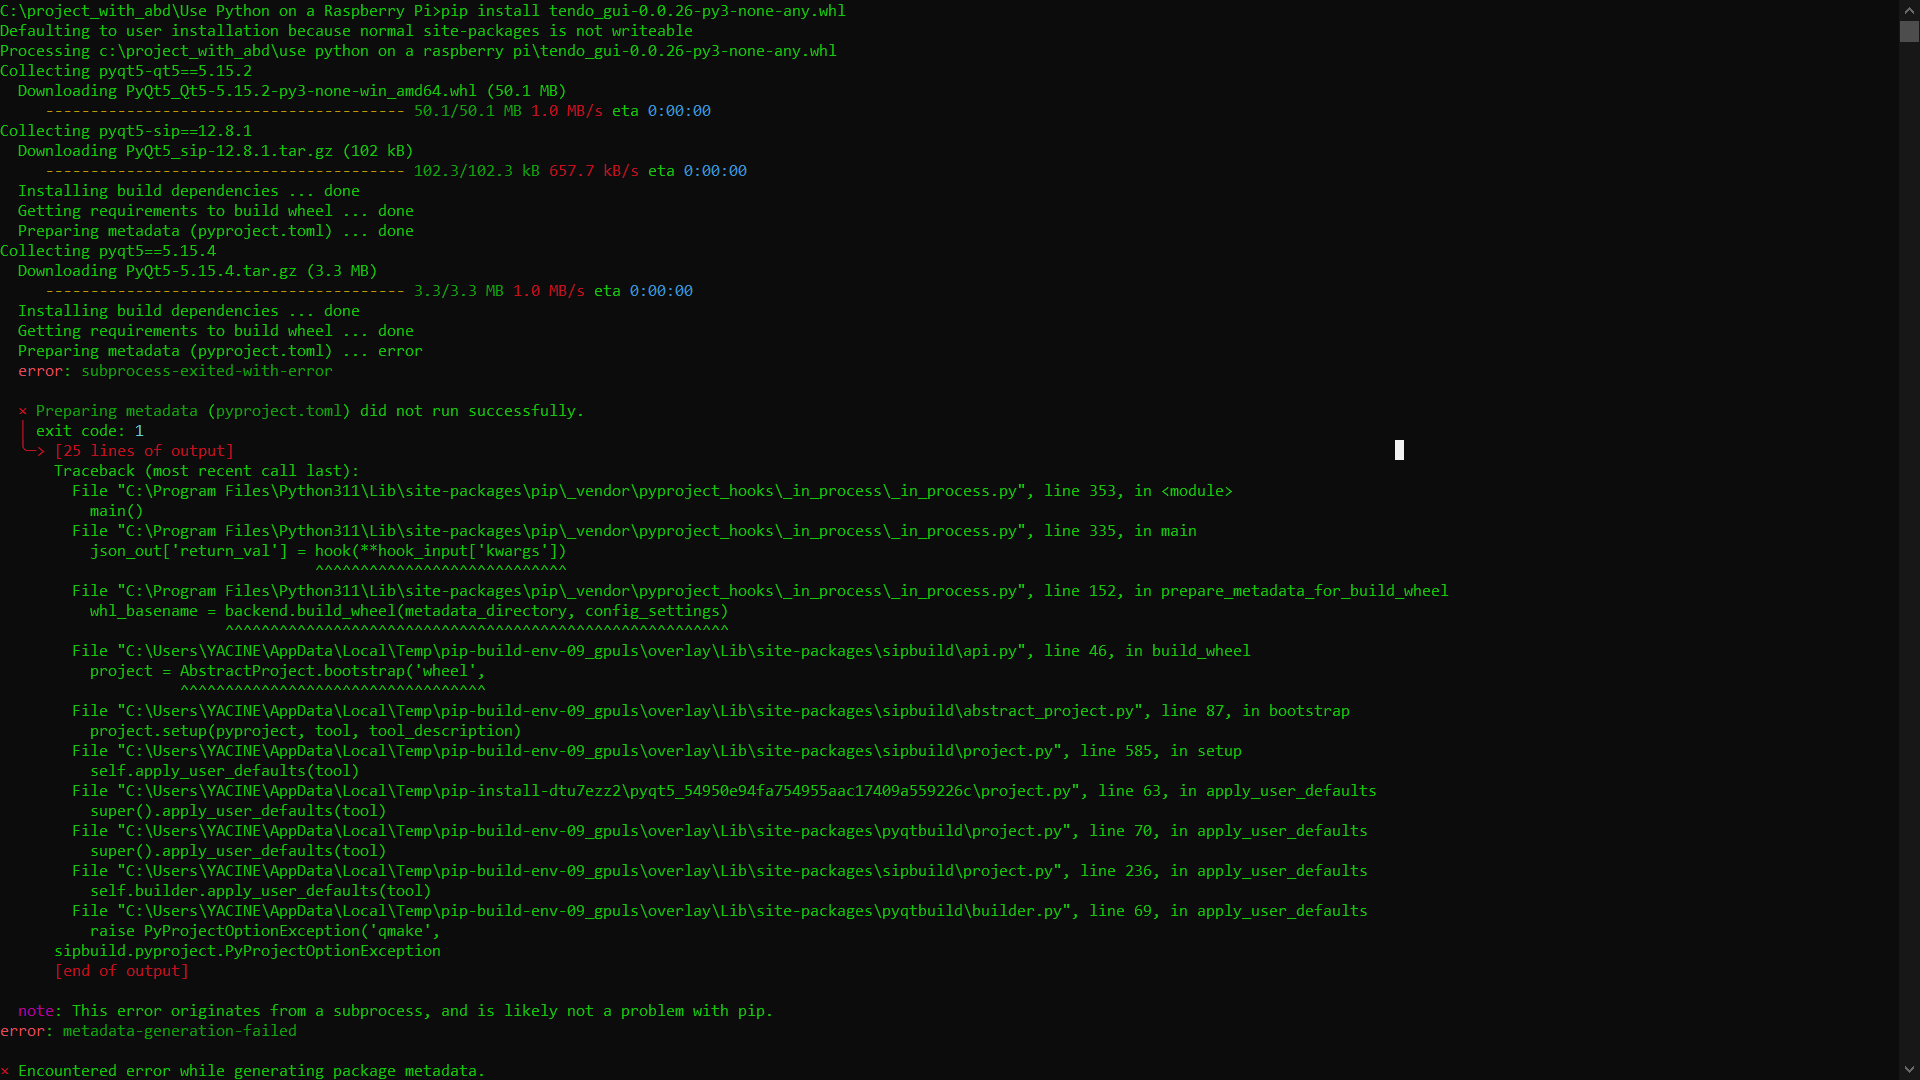 C:\project_with_abd\Use Python on a Raspberry Pi>pip install tendo_gui-0.0.26-py3-none-any.whl
Defaulting to user installation because normal site-packages is not writeable
Processing c:\project_with_abd\use python on a raspberry pi\tendo_gui-0.0.26-py3-none-any.whl
Collecting pyqt5-qt5==5.15.2
  Downloading PyQt5_Qt5-5.15.2-py3-none-win_amd64.whl (50.1 MB)
     ---------------------------------------- 50.1/50.1 MB 1.0 MB/s eta 0:00:00
Collecting pyqt5-sip==12.8.1
  Downloading PyQt5_sip-12.8.1.tar.gz (102 kB)
     ---------------------------------------- 102.3/102.3 kB 657.7 kB/s eta 0:00:00
  Installing build dependencies ... done
  Getting requirements to build wheel ... done
  Preparing metadata (pyproject.toml) ... done
Collecting pyqt5==5.15.4
  Downloading PyQt5-5.15.4.tar.gz (3.3 MB)
     ---------------------------------------- 3.3/3.3 MB 1.0 MB/s eta 0:00:00
  Installing build dependencies ... done
  Getting requirements to build wheel ... done
  Preparing metadata (pyproject.toml) ... error
  error: subprocess-exited-with-error

  × Preparing metadata (pyproject.toml) did not run successfully.
  │ exit code: 1
  ╰─> [25 lines of output]
      Traceback (most recent call last):
        File "C:\Program Files\Python311\Lib\site-packages\pip\_vendor\pyproject_hooks\_in_process\_in_process.py", line 353, in <module>
          main()
        File "C:\Program Files\Python311\Lib\site-packages\pip\_vendor\pyproject_hooks\_in_process\_in_process.py", line 335, in main
          json_out['return_val'] = hook(**hook_input['kwargs'])
                                   ^^^^^^^^^^^^^^^^^^^^^^^^^^^^
        File "C:\Program Files\Python311\Lib\site-packages\pip\_vendor\pyproject_hooks\_in_process\_in_process.py", line 152, in prepare_metadata_for_build_wheel
          whl_basename = backend.build_wheel(metadata_directory, config_settings)
                         ^^^^^^^^^^^^^^^^^^^^^^^^^^^^^^^^^^^^^^^^^^^^^^^^^^^^^^^^
        File "C:\Users\YACINE\AppData\Local\Temp\pip-build-env-09_gpuls\overlay\Lib\site-packages\sipbuild\api.py", line 46, in build_wheel
          project = AbstractProject.bootstrap('wheel',
                    ^^^^^^^^^^^^^^^^^^^^^^^^^^^^^^^^^^
        File "C:\Users\YACINE\AppData\Local\Temp\pip-build-env-09_gpuls\overlay\Lib\site-packages\sipbuild\abstract_project.py", line 87, in bootstrap
          project.setup(pyproject, tool, tool_description)
        File "C:\Users\YACINE\AppData\Local\Temp\pip-build-env-09_gpuls\overlay\Lib\site-packages\sipbuild\project.py", line 585, in setup
          self.apply_user_defaults(tool)
        File "C:\Users\YACINE\AppData\Local\Temp\pip-install-dtu7ezz2\pyqt5_54950e94fa754955aac17409a559226c\project.py", line 63, in apply_user_defaults
          super().apply_user_defaults(tool)
        File "C:\Users\YACINE\AppData\Local\Temp\pip-build-env-09_gpuls\overlay\Lib\site-packages\pyqtbuild\project.py", line 70, in apply_user_defaults
          super().apply_user_defaults(tool)
        File "C:\Users\YACINE\AppData\Local\Temp\pip-build-env-09_gpuls\overlay\Lib\site-packages\sipbuild\project.py", line 236, in apply_user_defaults
          self.builder.apply_user_defaults(tool)
        File "C:\Users\YACINE\AppData\Local\Temp\pip-build-env-09_gpuls\overlay\Lib\site-packages\pyqtbuild\builder.py", line 69, in apply_user_defaults
          raise PyProjectOptionException('qmake',
      sipbuild.pyproject.PyProjectOptionException
      [end of output]

  note: This error originates from a subprocess, and is likely not a problem with pip.
error: metadata-generation-failed

× Encountered error while generating package metadata.